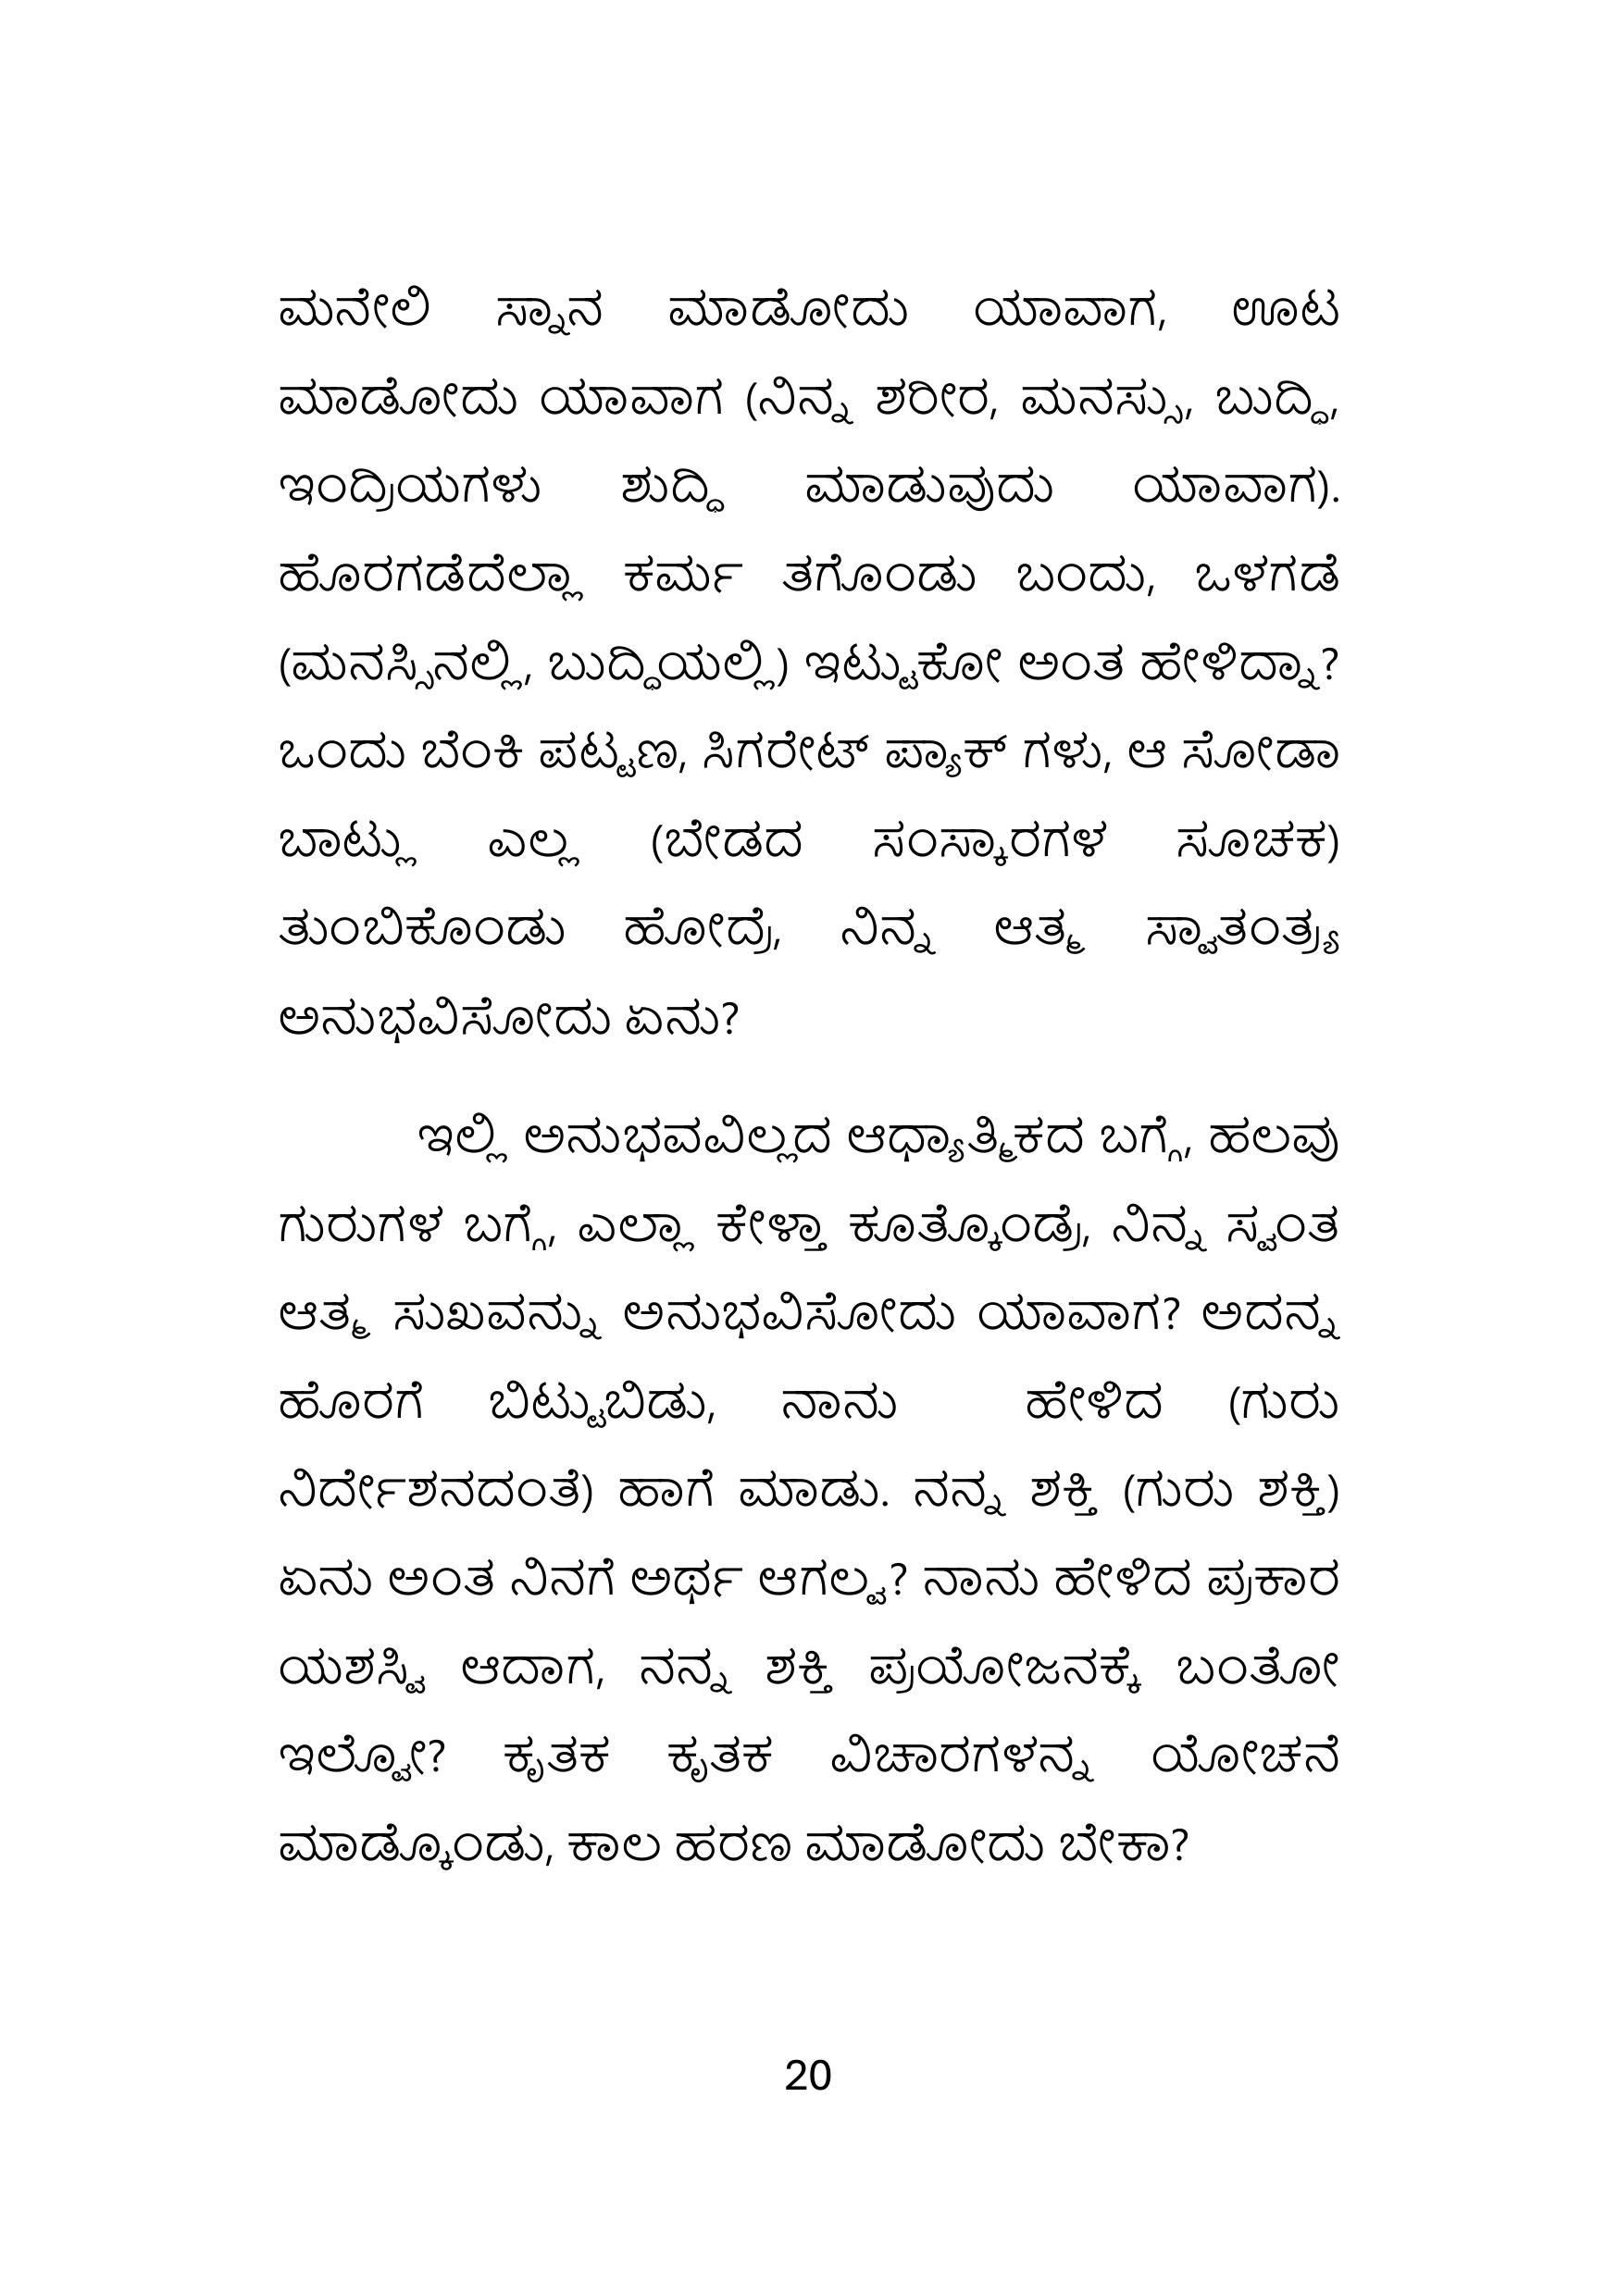 ಮನೇಲಿ ಸ್ನಾನ ಮಾಡೋದು ಯಾವಾಗ, ಊಟ
ಮಾಡೋದು ಯಾವಾಗ (ನಿನ್ನ ಶರೀರ, ಮನಸ್ಸು, ಬುದ್ಧಿ,
ಇಂದ್ರಿಯಗಳು ಶುದ್ಧಿ ಮಾಡುವುದು ಯಾವಾಗ).
ಹೊರಗಡೆದೆಲ್ಲಾ ಕರ್ಮ ತಗೊಂಡು ಬಂದು, ಒಳಗಡೆ
(ಮನಸ್ಸಿನಲ್ಲಿ, ಬುದ್ಧಿಯಲ್ಲಿ) ಇಟ್ಟುಕೋ ಅಂತ ಹೇಳಿದ್ನಾ?
ಒಂದು ಬೆಂಕಿ ಪಟ್ಟಣ, ಸಿಗರೇಟ್ ಪ್ಯಾಕ್ ಗಳು, ಆ ಸೋಡಾ
ಬಾಟ್ಲು ಎಲ್ಲ (ಬೇಡದ ಸಂಸ್ಕಾರಗಳ ಸೂಚಕ)
ತುಂಬಿಕೊಂಡು ಹೋದ್ರೆ, ನಿನ್ನ ಆತ್ಮ ಸ್ವಾತಂತ್ರ್ಯ
ಅನುಭವಿಸೋದು ಏನು?
ಇಲ್ಲಿ ಅನುಭವವಿಲ್ಲದ ಆಧ್ಯಾತ್ಮಿಕದ ಬಗ್ಗೆ, ಹಲವು
ಗುರುಗಳ ಬಗ್ಗೆ, ಎಲ್ಲಾ ಕೇಳ್ತಾ ಕೂತ್ಕೊಂಡ್ರೆ, ನಿನ್ನ ಸ್ವಂತ
ಆತ್ಮ ಸುಖವನ್ನು ಅನುಭವಿಸೋದು ಯಾವಾಗ? ಅದನ್ನ
ಹೊರಗೆ ಬಿಟ್ಟುಬಿಡು, ನಾನು ಹೇಳಿದ (ಗುರು
ನಿರ್ದೇಶನದಂತೆ) ಹಾಗೆ ಮಾಡು. ನನ್ನ ಶಕ್ತಿ (ಗುರು ಶಕ್ತಿ)
ಏನು ಅಂತ ನಿನಗೆ ಅರ್ಥ ಆಗಲ್ವ? ನಾನು ಹೇಳಿದ ಪ್ರಕಾರ
ಯಶಸ್ವಿ ಆದಾಗ, ನನ್ನ ಶಕ್ತಿ ಪ್ರಯೋಜನಕ್ಕೆ ಬಂತೋ
ಇಲ್ವೋ? ಕೃತಕ ಕೃತಕ ವಿಚಾರಗಳನ್ನ ಯೋಚನೆ
ಮಾಡ್ಕೊಂಡು, ಕಾಲ ಹರಣ ಮಾಡೋದು ಬೇಕಾ?
20